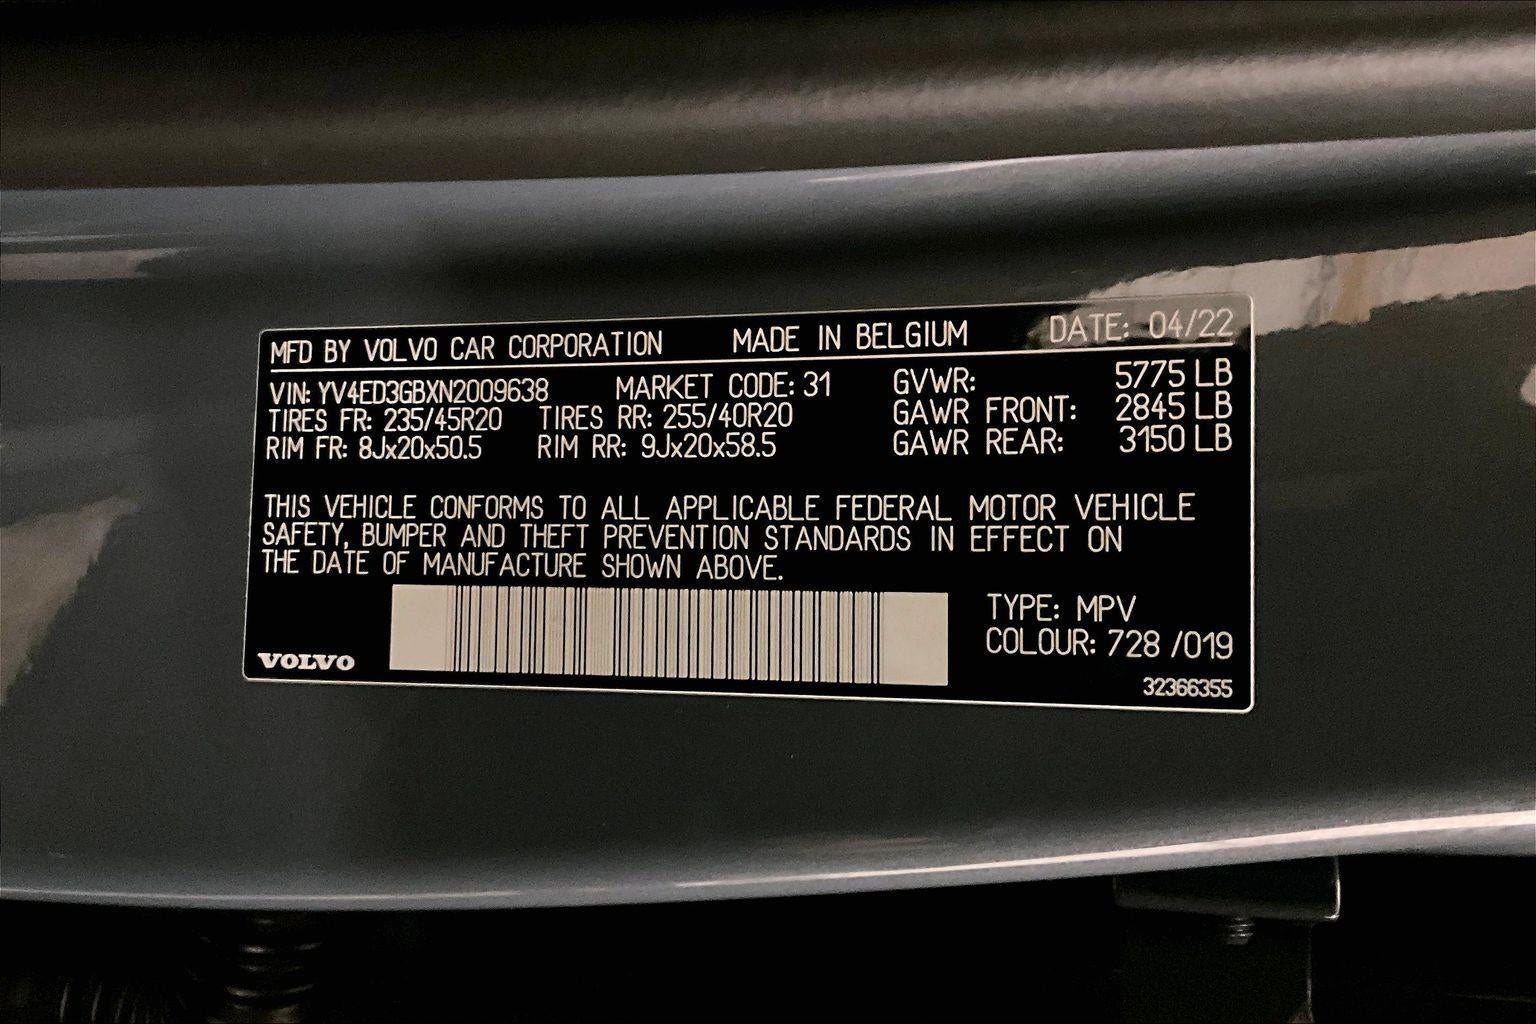 MFD BY VOLVO CAR CORPORATION MADE IN BELGIUM DATE: 04/22
VIN: YV4ED3GBXN2009638 MARKET CODE: 31 GVWR: 5775 LB
TIRES FR: 235/45R20 TIRES RR: 255/40R20 GAWR FRONT: 2845 LB
RIM FR: 8Jx20x50.5 RIM RR: 9Jx20x58.5 GAWR REAR: 3150 LB
THIS VEHICLE CONFORMS TO ALL APPLICABLE FEDERAL MOTOR VEHICLE
SAFETY, BUMPER AND THEFT PREVENTION STANDARDS IN EFFECT ON
THE DATE OF MANUFACTURE SHOWN ABOVE.
TYPE: MPV
COLOUR: 728 /019
VOLVO
32366355